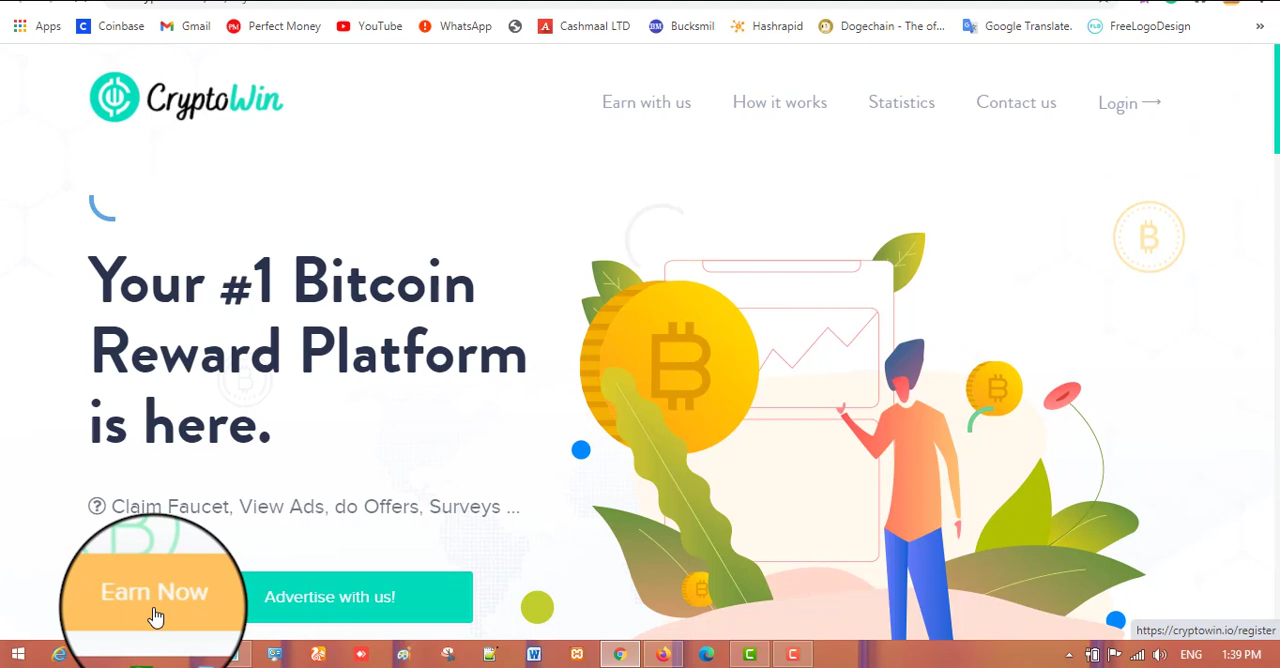 Apps Coinbase Gmail Perfect Money YouTube WhatsApp Cashmaal LTD Bucksmil Hashrapid Dogechain - The of... Google Translate. FreeLogoDesign »
CryptoWin
Earn with us How it works Statistics Contact us Login
Your #1 Bitcoin
Reward Platform
is here.
Claim Faucet, View Ads, do Offers, Surveys ...
Earn Now
Advertise with us!
https://cryptowin.io/register
ENG 1:39 PM